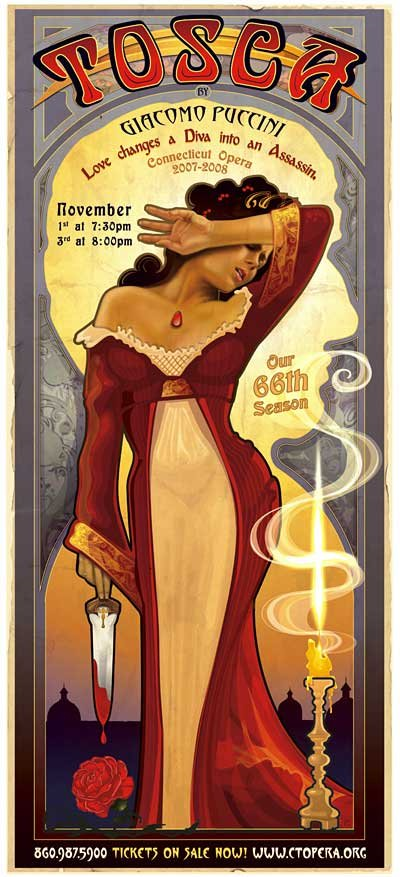 TOSCA
BY
GIACOMO PUCCINI
Love changes a Diva into an Assassin.
Connecticut Opera
2007-2008
November
1st at 7:30pm
3rd at 8:00pm
Our
66th
Season
860.987.5900 TICKETS ON SALE NOW! WWW.CTOPERA.ORG